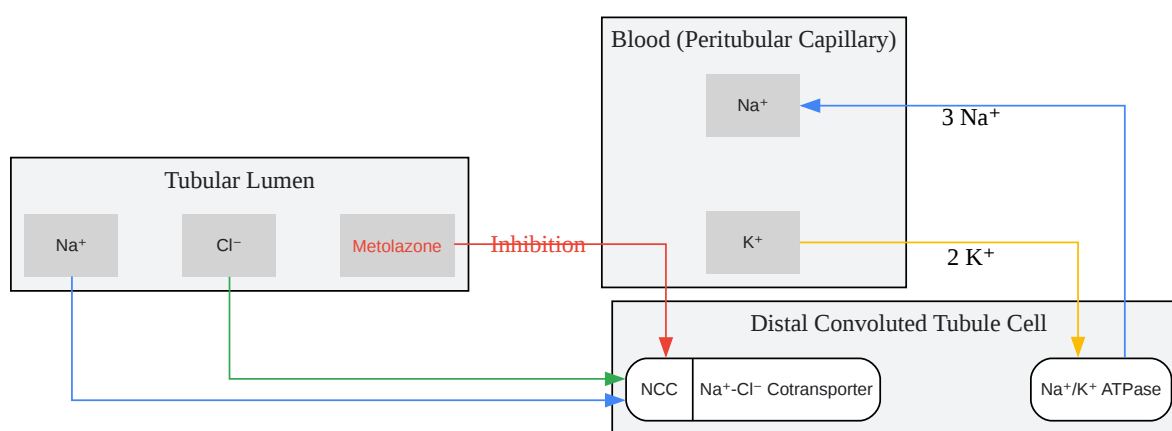 Blood (Peritubular Capillary)
Na⁺
3 Na⁺
Tubular Lumen
Na⁺
Cl⁻
Metolazone
Inhibition
K⁺
2 K⁺
Distal Convoluted Tubule Cell
NCC
Na⁺-Cl⁻ Cotransporter
Na⁺/K⁺ ATPase